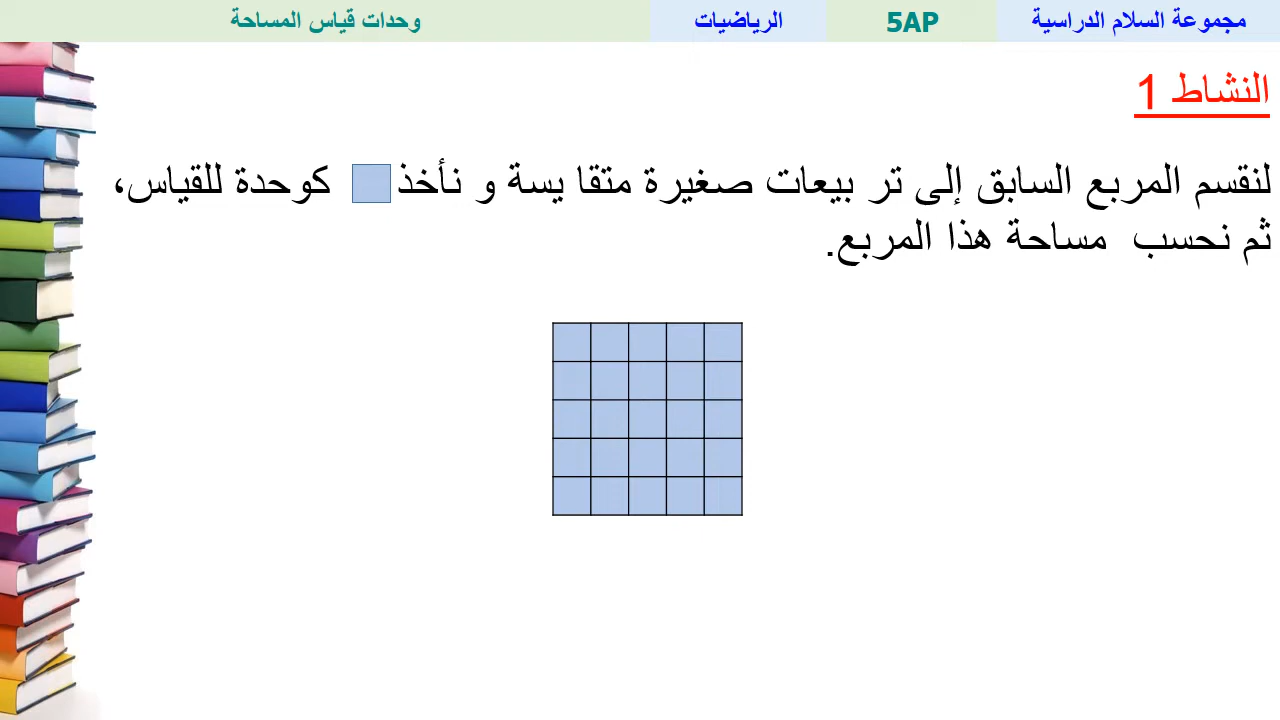 مجموعة السلام الدراسية 5AP الرياضيات وحدات قياس المساحة
النشاط 1
لنقسم المربع السابق إلى تر بيعات صغيرة متقا يسة و نأخذ كوحدة للقياس،
ثم نحسب مساحة هذا المربع.